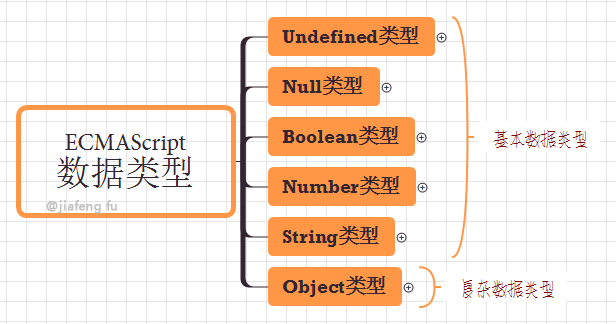 ECMAScript
数据类型
@jiafeng fu
Undefined类型
Null类型
Boolean类型
Number类型
String类型
Object类型
基本数据类型
复杂数据类型